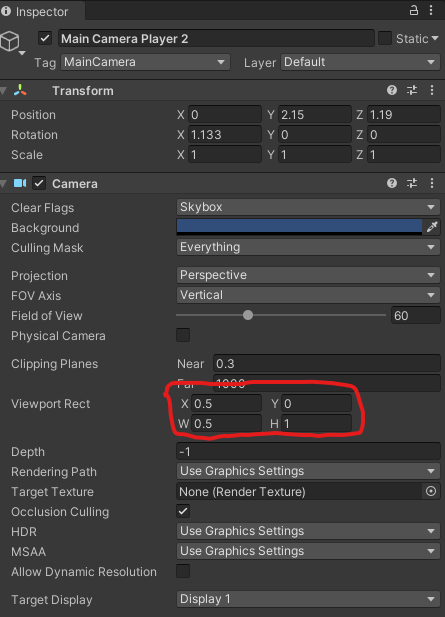 Inspector
Main Camera Player 2 Static
Tag MainCamera Layer Default
Transform
Position X 0 Y 2.15 Z 1.19
Rotation X 1.133 Y 0 Z 0
Scale X 1 Y 1 Z 1
Camera
Clear Flags Skybox
Background
Culling Mask Everything
Projection Perspective
FOV Axis Vertical
Field of View 60
Physical Camera
Clipping Planes Near 0.3
Far 1000
Viewport Rect X 0.5 Y 0
W 0.5 H 1
Depth -1
Rendering Path Use Graphics Settings
Target Texture None (Render Texture)
Occlusion Culling
HDR Use Graphics Settings
MSAA Use Graphics Settings
Allow Dynamic Resolution
Target Display Display 1